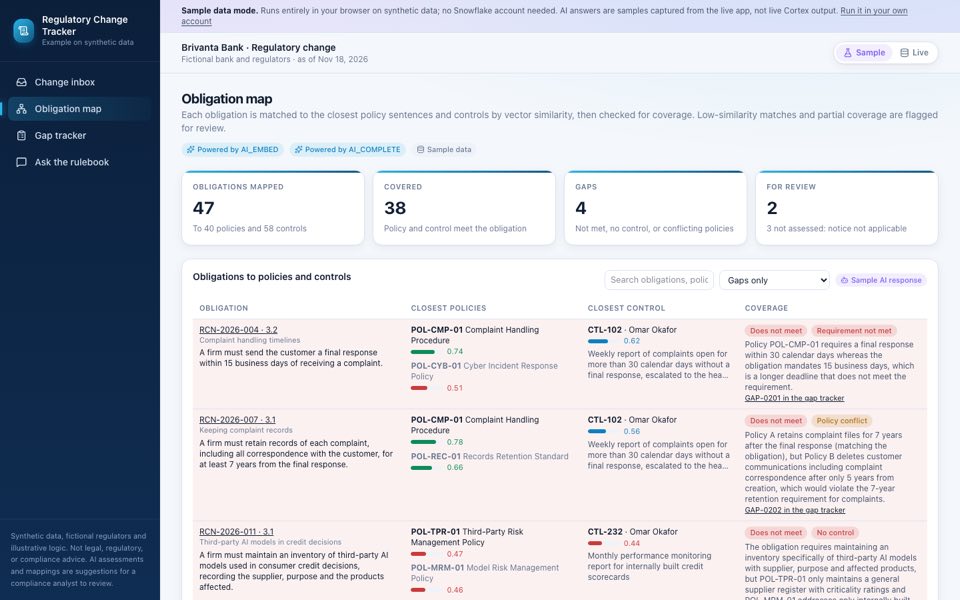 Regulatory Change
Tracker
Example on synthetic data
Change inbox
Obligation map
Gap tracker
Ask the rulebook
Synthetic data, fictional regulators and
illustrative logic. Not legal, regulatory,
or compliance advice. AI assessments
and mappings are suggestions for a
compliance analyst to review.
Sample data mode. Runs entirely in your browser on synthetic data; no Snowflake account needed. AI answers are samples captured from the live app, not live Cortex output. Run it in your own
account
Brivanta Bank · Regulatory change
Fictional bank and regulators · as of Nov 18, 2026
Sample
Live
Obligation map
Each obligation is matched to the closest policy sentences and controls by vector similarity, then checked for coverage. Low-similarity matches and partial coverage are flagged
for review.
Powered by AI_EMBED
Powered by AI_COMPLETE
Sample data
OBLIGATIONS MAPPED
47
To 40 policies and 58 controls
COVERED
38
Policy and control meet the obligation
GAPS
4
Not met, no control, or conflicting policies
FOR REVIEW
2
3 not assessed: notice not applicable
Obligations to policies and controls
Search obligations, polic
Gaps only
Sample AI response
OBLIGATION
CLOSEST POLICIES
CLOSEST CONTROL
COVERAGE
RCN-2026-004 · 3.2
Complaint handling timelines
A firm must send the customer a final response
within 15 business days of receiving a complaint.
POL-CMP-01 Complaint Handling
Procedure
0.74
POL-CYB-01 Cyber Incident Response
Policy
0.51
CTL-102 · Omar Okafor
0.62
Weekly report of complaints open for
more than 30 calendar days without a
final response, escalated to the hea...
Does not meet
Requirement not met
Policy POL-CMP-01 requires a final response
within 30 calendar days whereas the
obligation mandates 15 business days, which
is a longer deadline that does not meet the
requirement.
GAP-0201 in the gap tracker
RCN-2026-007 · 3.1
Keeping complaint records
A firm must retain records of each complaint,
including all correspondence with the customer, for
at least 7 years from the final response.
POL-CMP-01 Complaint Handling
Procedure
0.78
POL-REC-01 Records Retention Standard
0.66
CTL-102 · Omar Okafor
0.56
Weekly report of complaints open for
more than 30 calendar days without a
final response, escalated to the hea...
Does not meet
Policy conflict
Policy A retains complaint files for 7 years
after the final response (matching the
obligation), but Policy B deletes customer
communications including complaint
correspondence after only 5 years from
creation, which would violate the 7-year
retention requirement for complaints.
GAP-0202 in the gap tracker
RCN-2026-011 · 3.1
Third-party AI models in credit decisions
A firm must maintain an inventory of third-party AI
models used in consumer credit decisions,
recording the supplier, purpose and the products
affected.
POL-TPR-01 Third-Party Risk
Management Policy
0.47
POL-MRM-01 Model Risk Management
Policy
0.46
CTL-232 · Omar Okafor
0.44
Monthly performance monitoring
report for internally built credit
scorecards
Does not meet
No control
The obligation requires maintaining an
inventory specifically of third-party AI models
with supplier, purpose and affected products,
but POL-TPR-01 only maintains a general
supplier register with criticality ratings and
POL-MRM-01 addresses only internally built